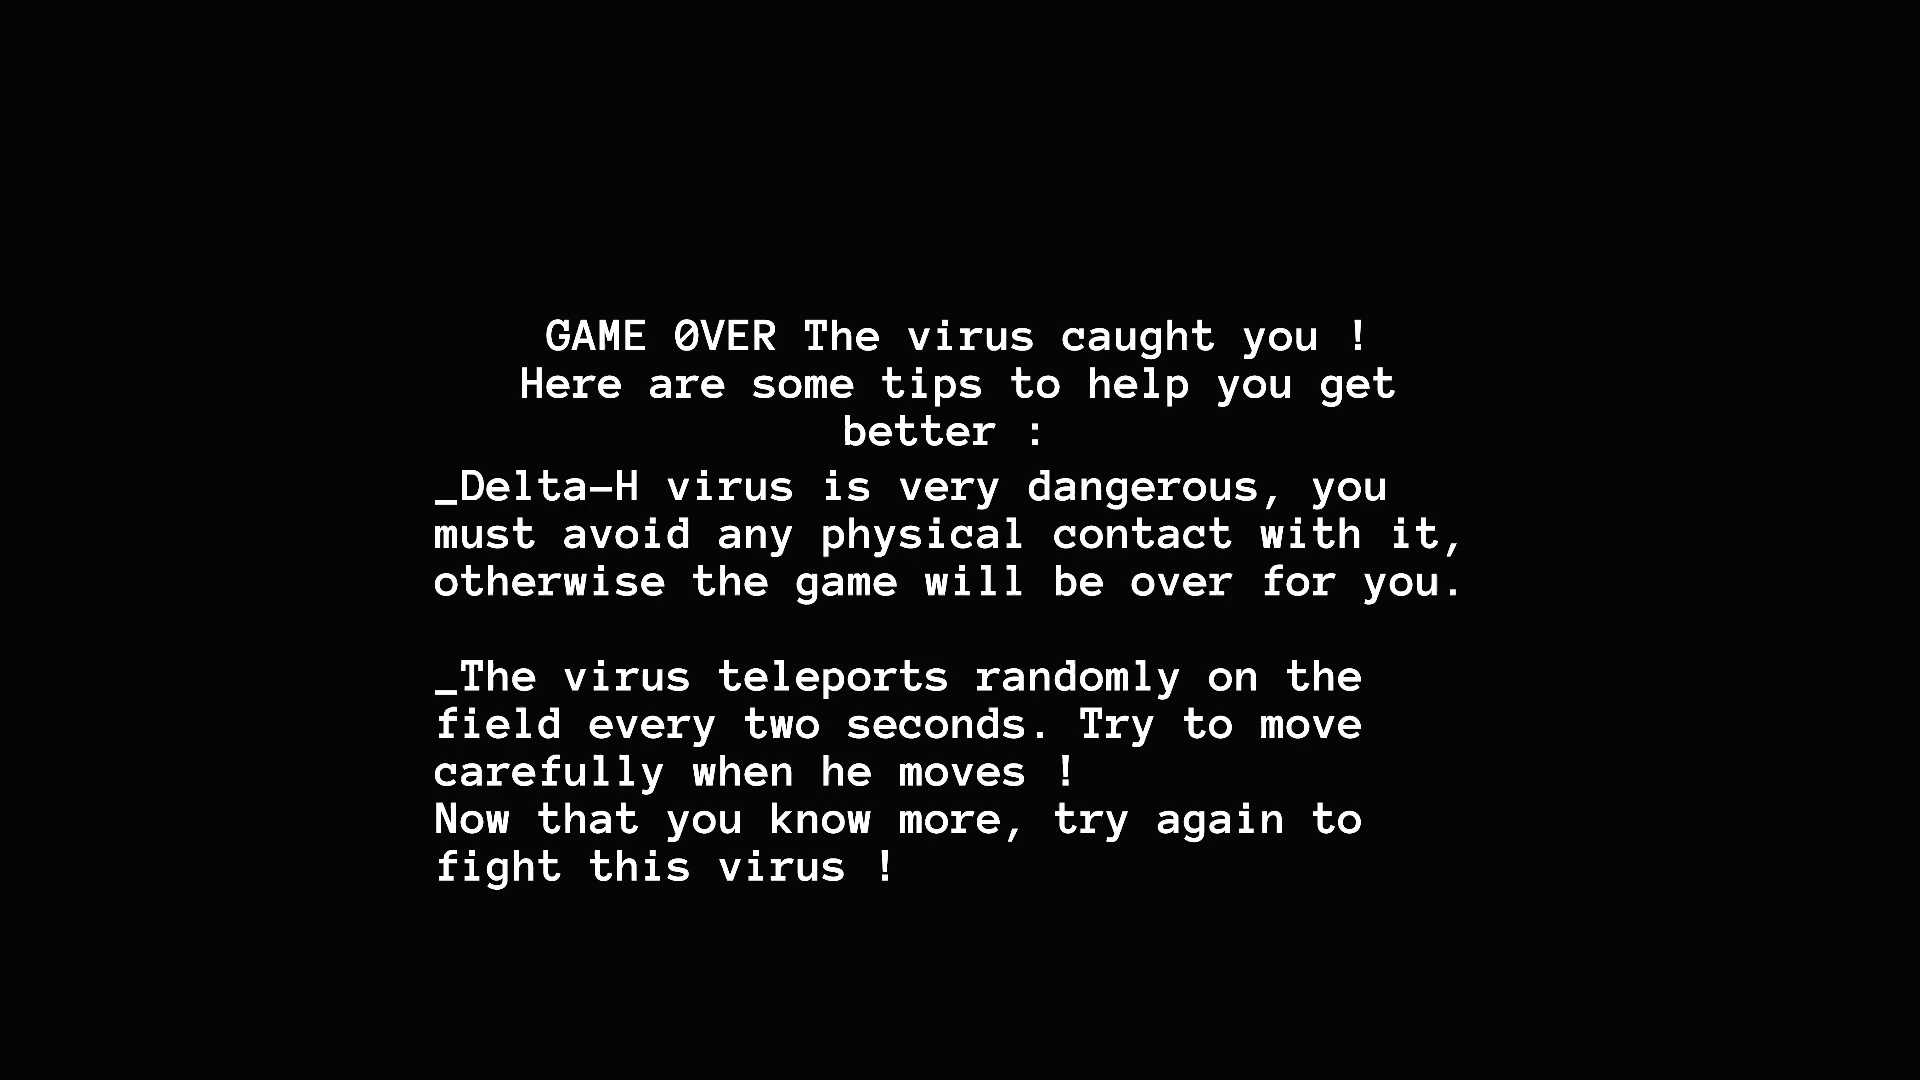 GAME 0VER The virus caught you !
Here are some tips to help you get
better :
_Delta-H virus is very dangerous, you
must avoid any physical contact with it,
otherwise the game will be over for you.
_The virus teleports randomly on the
field every two seconds. Try to move
carefully when he moves !
Now that you know more, try again to
fight this virus !